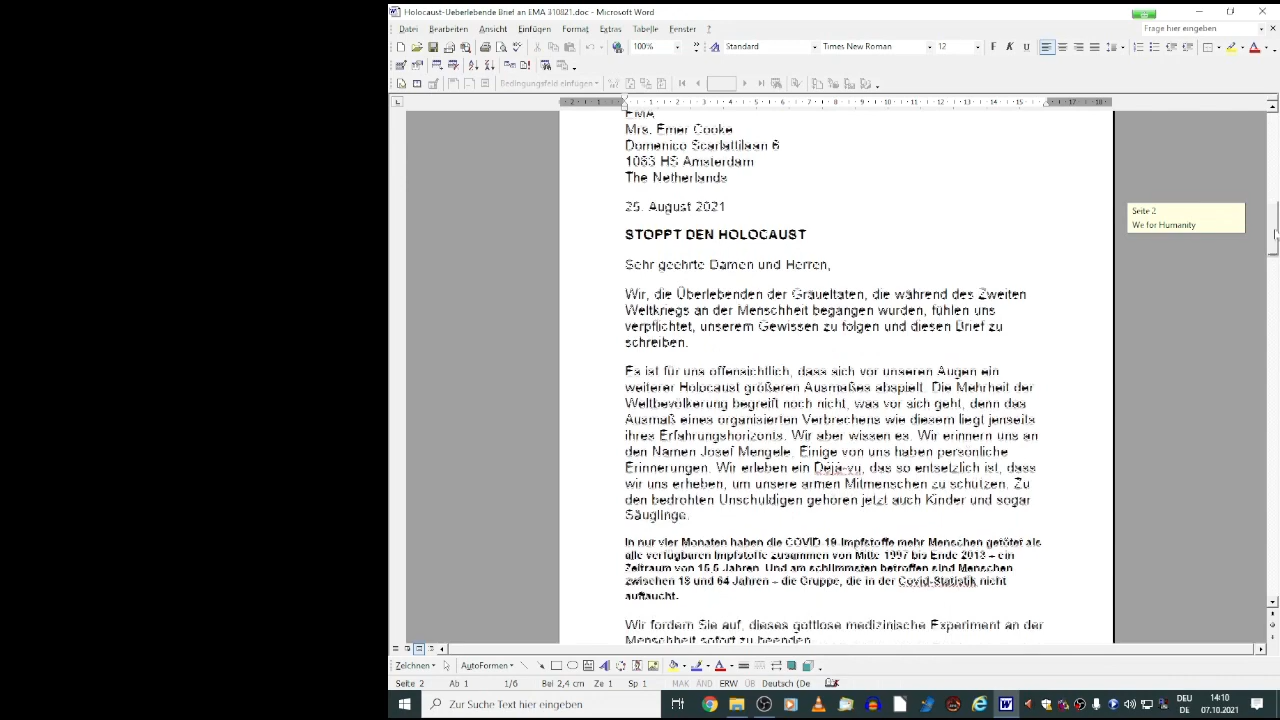 Holocaust-Ueberlebende Brief an EMA 310821.doc - Microsoft Word
Datei Bearbeiten Ansicht Einfügen Format Extras Tabelle Fenster ?
Frage hier eingeben
100% Standard Times New Roman 12 F K U
Bedingungsfeld einfügen
EMA
Mrs. Emer Cooke
Domenico Scarlattilaan 6
1083 HS Amsterdam
The Netherlands
25. August 2021
Seite 2
We for Humanity
STOPPT DEN HOLOCAUST
Sehr geehrte Damen und Herren,
Wir, die Überlebenden der Gräueltaten, die während des Zweiten
Weltkriegs an der Menschheit begangen wurden, fühlen uns
verpflichtet, unserem Gewissen zu folgen und diesen Brief zu
schreiben.
Es ist für uns offensichtlich, dass sich vor unseren Augen ein
weiterer Holocaust größeren Ausmaßes abspielt. Die Mehrheit der
Weltbevölkerung begreift noch nicht, was vor sich geht, denn das
Ausmaß eines organisierten Verbrechens wie diesem liegt jenseits
ihres Erfahrungshorizonts. Wir aber wissen es. Wir erinnern uns an
den Namen Josef Mengele. Einige von uns haben persönliche
Erinnerungen. Wir erleben ein Déjà-vu, das so entsetzlich ist, dass
wir uns erheben, um unsere armen Mitmenschen zu schützen. Zu
den bedrohten Unschuldigen gehören jetzt auch Kinder und sogar
Säuglinge.
In nur vier Monaten haben die COVID-19-Impfstoffe mehr Menschen getötet als
alle verfügbaren Impfstoffe zusammen von Mitte 1997 bis Ende 2013 – ein
Zeitraum von 15,5 Jahren. Und am schlimmsten betroffen sind Menschen
zwischen 18 und 64 Jahren – die Gruppe, die in der Covid-Statistik nicht
auftaucht.
Wir fordern Sie auf, dieses gottlose medizinische Experiment an der
Menschheit sofort zu beenden.
Zeichnen AutoFormen
Seite 2 Ab 1 1/6 Bei 2,4 cm Ze 1 Sp 1 MAK ÄND ERW ÜB Deutsch (De
Zur Suche Text hier eingeben
DEU 14:10
DE 07.10.2021